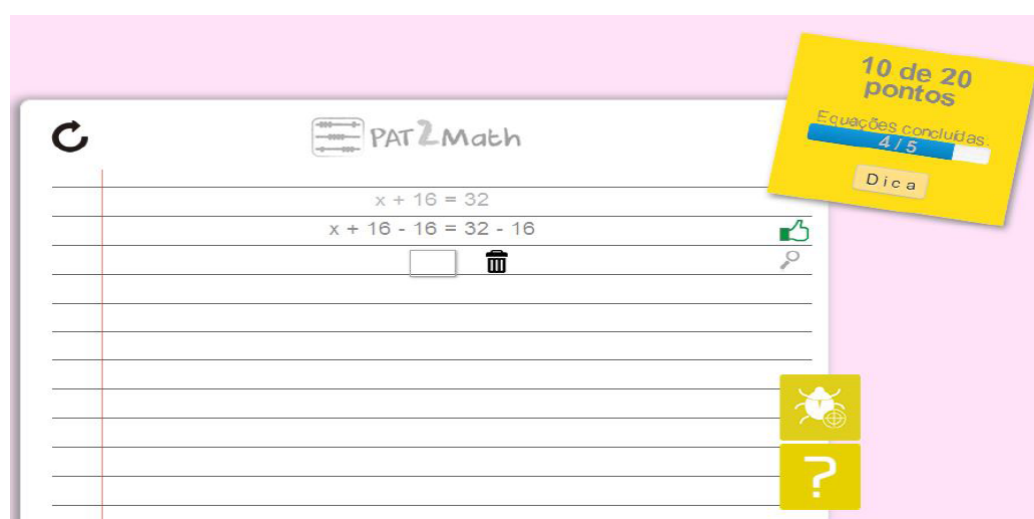 10 de 20
pontos
Equações concluídas.
4 / 5
Dica
PAT2Math
x + 16 = 32
x + 16 - 16 = 32 - 16
?